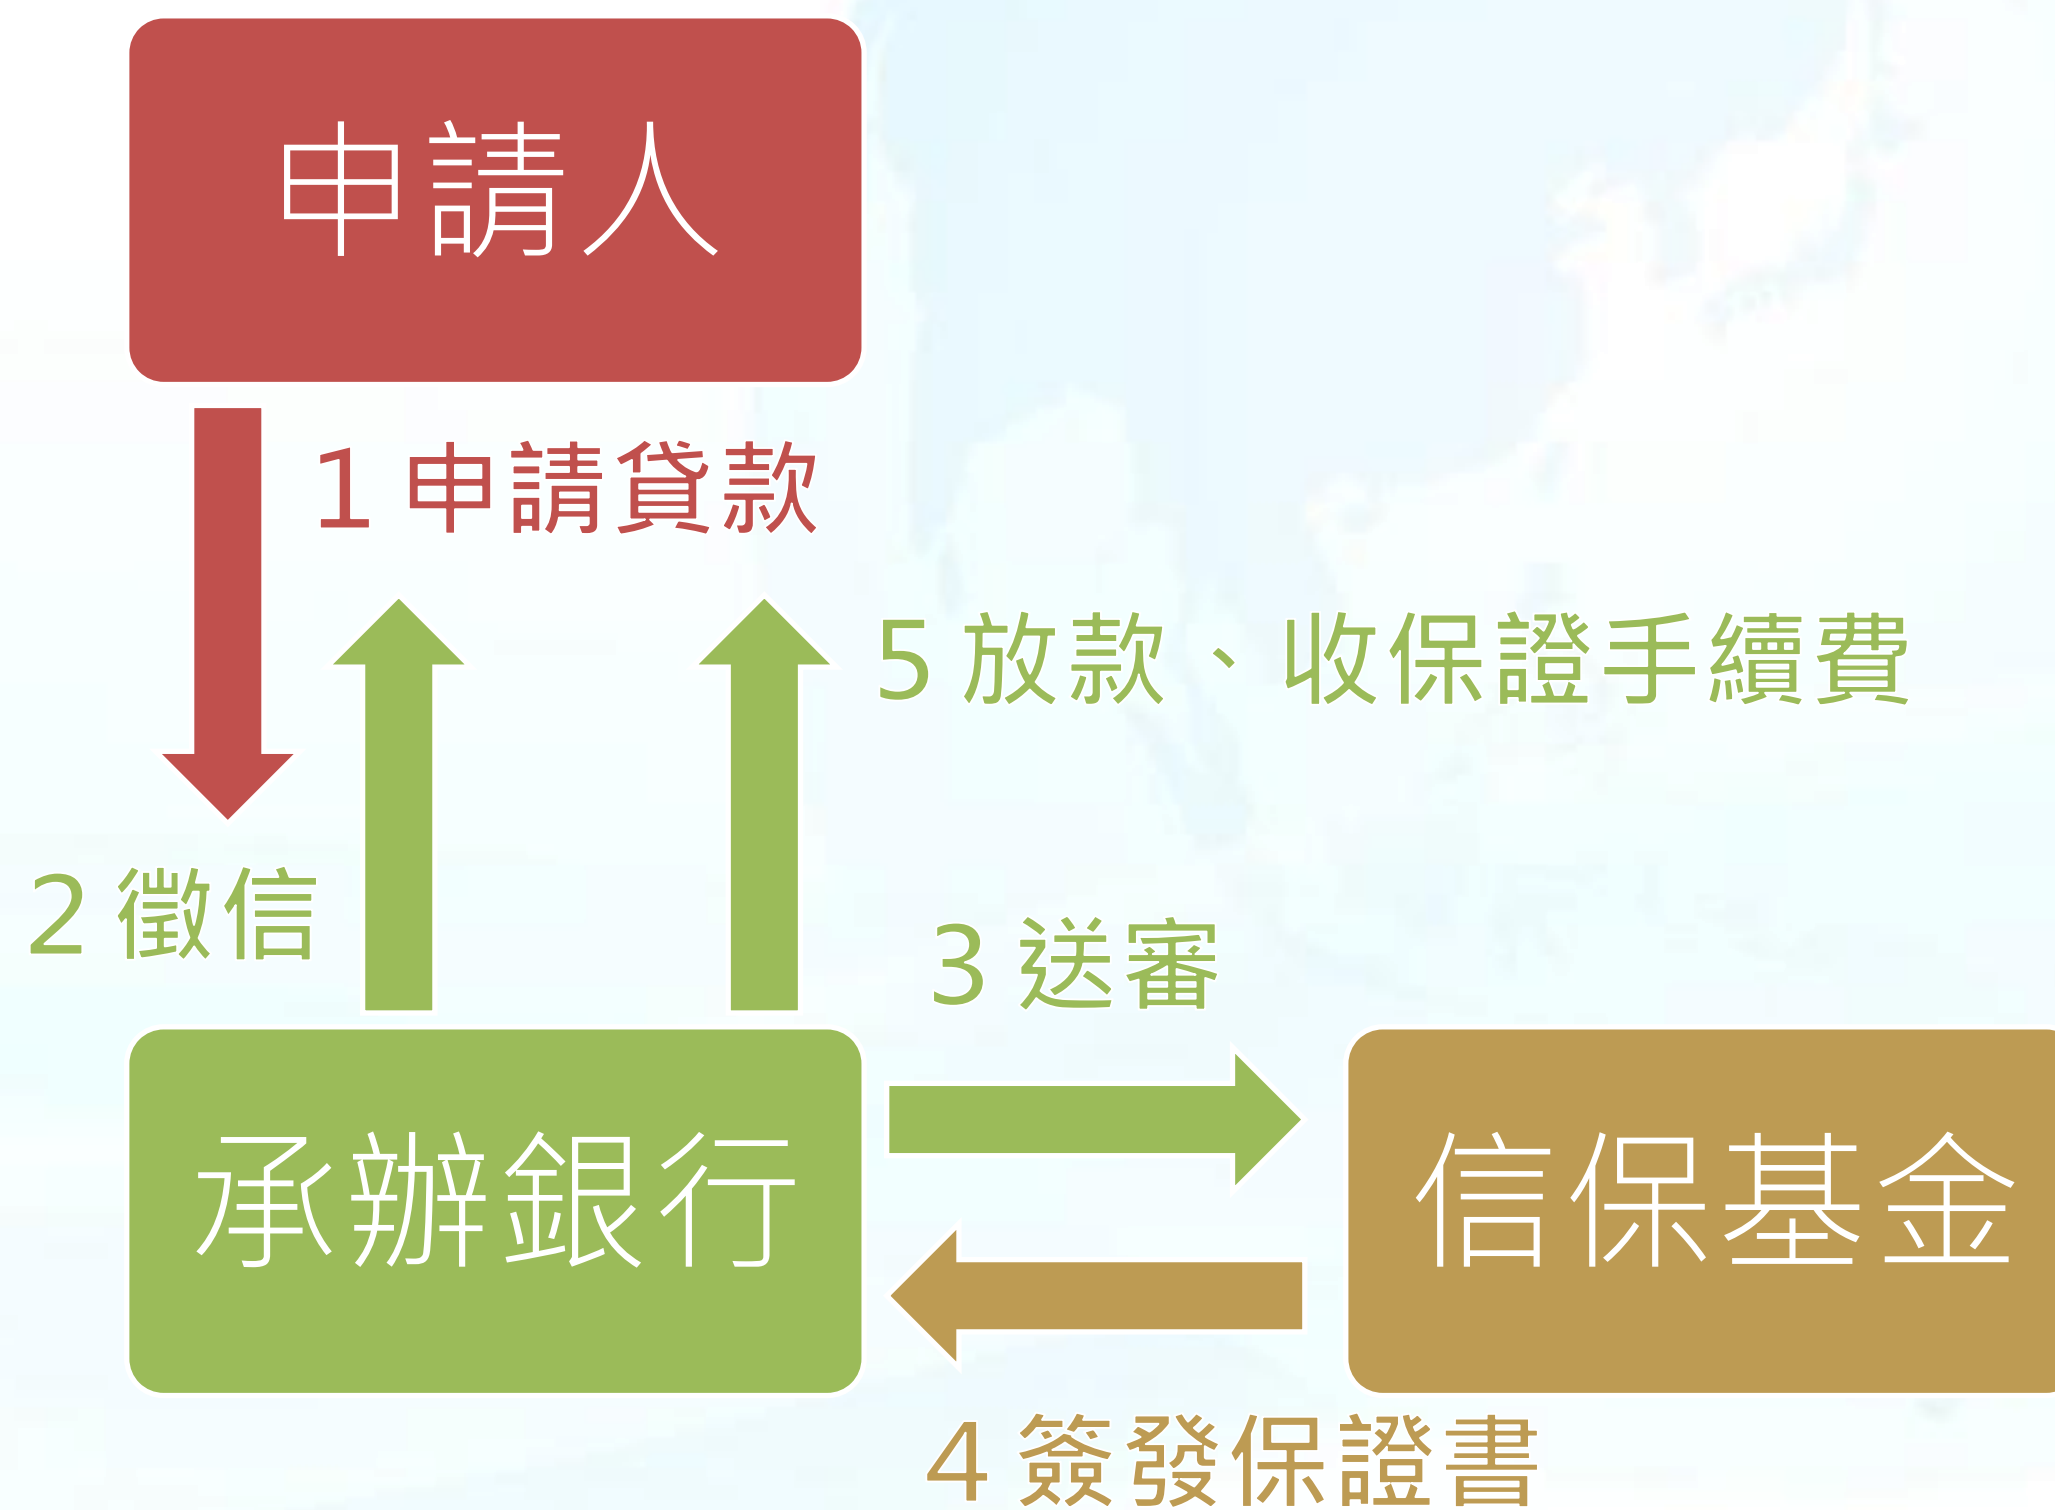 申請人
1申請貸款
5放款、收保證手續費
2徵信
3送審
承辦銀行
信保基金
4簽發保證書